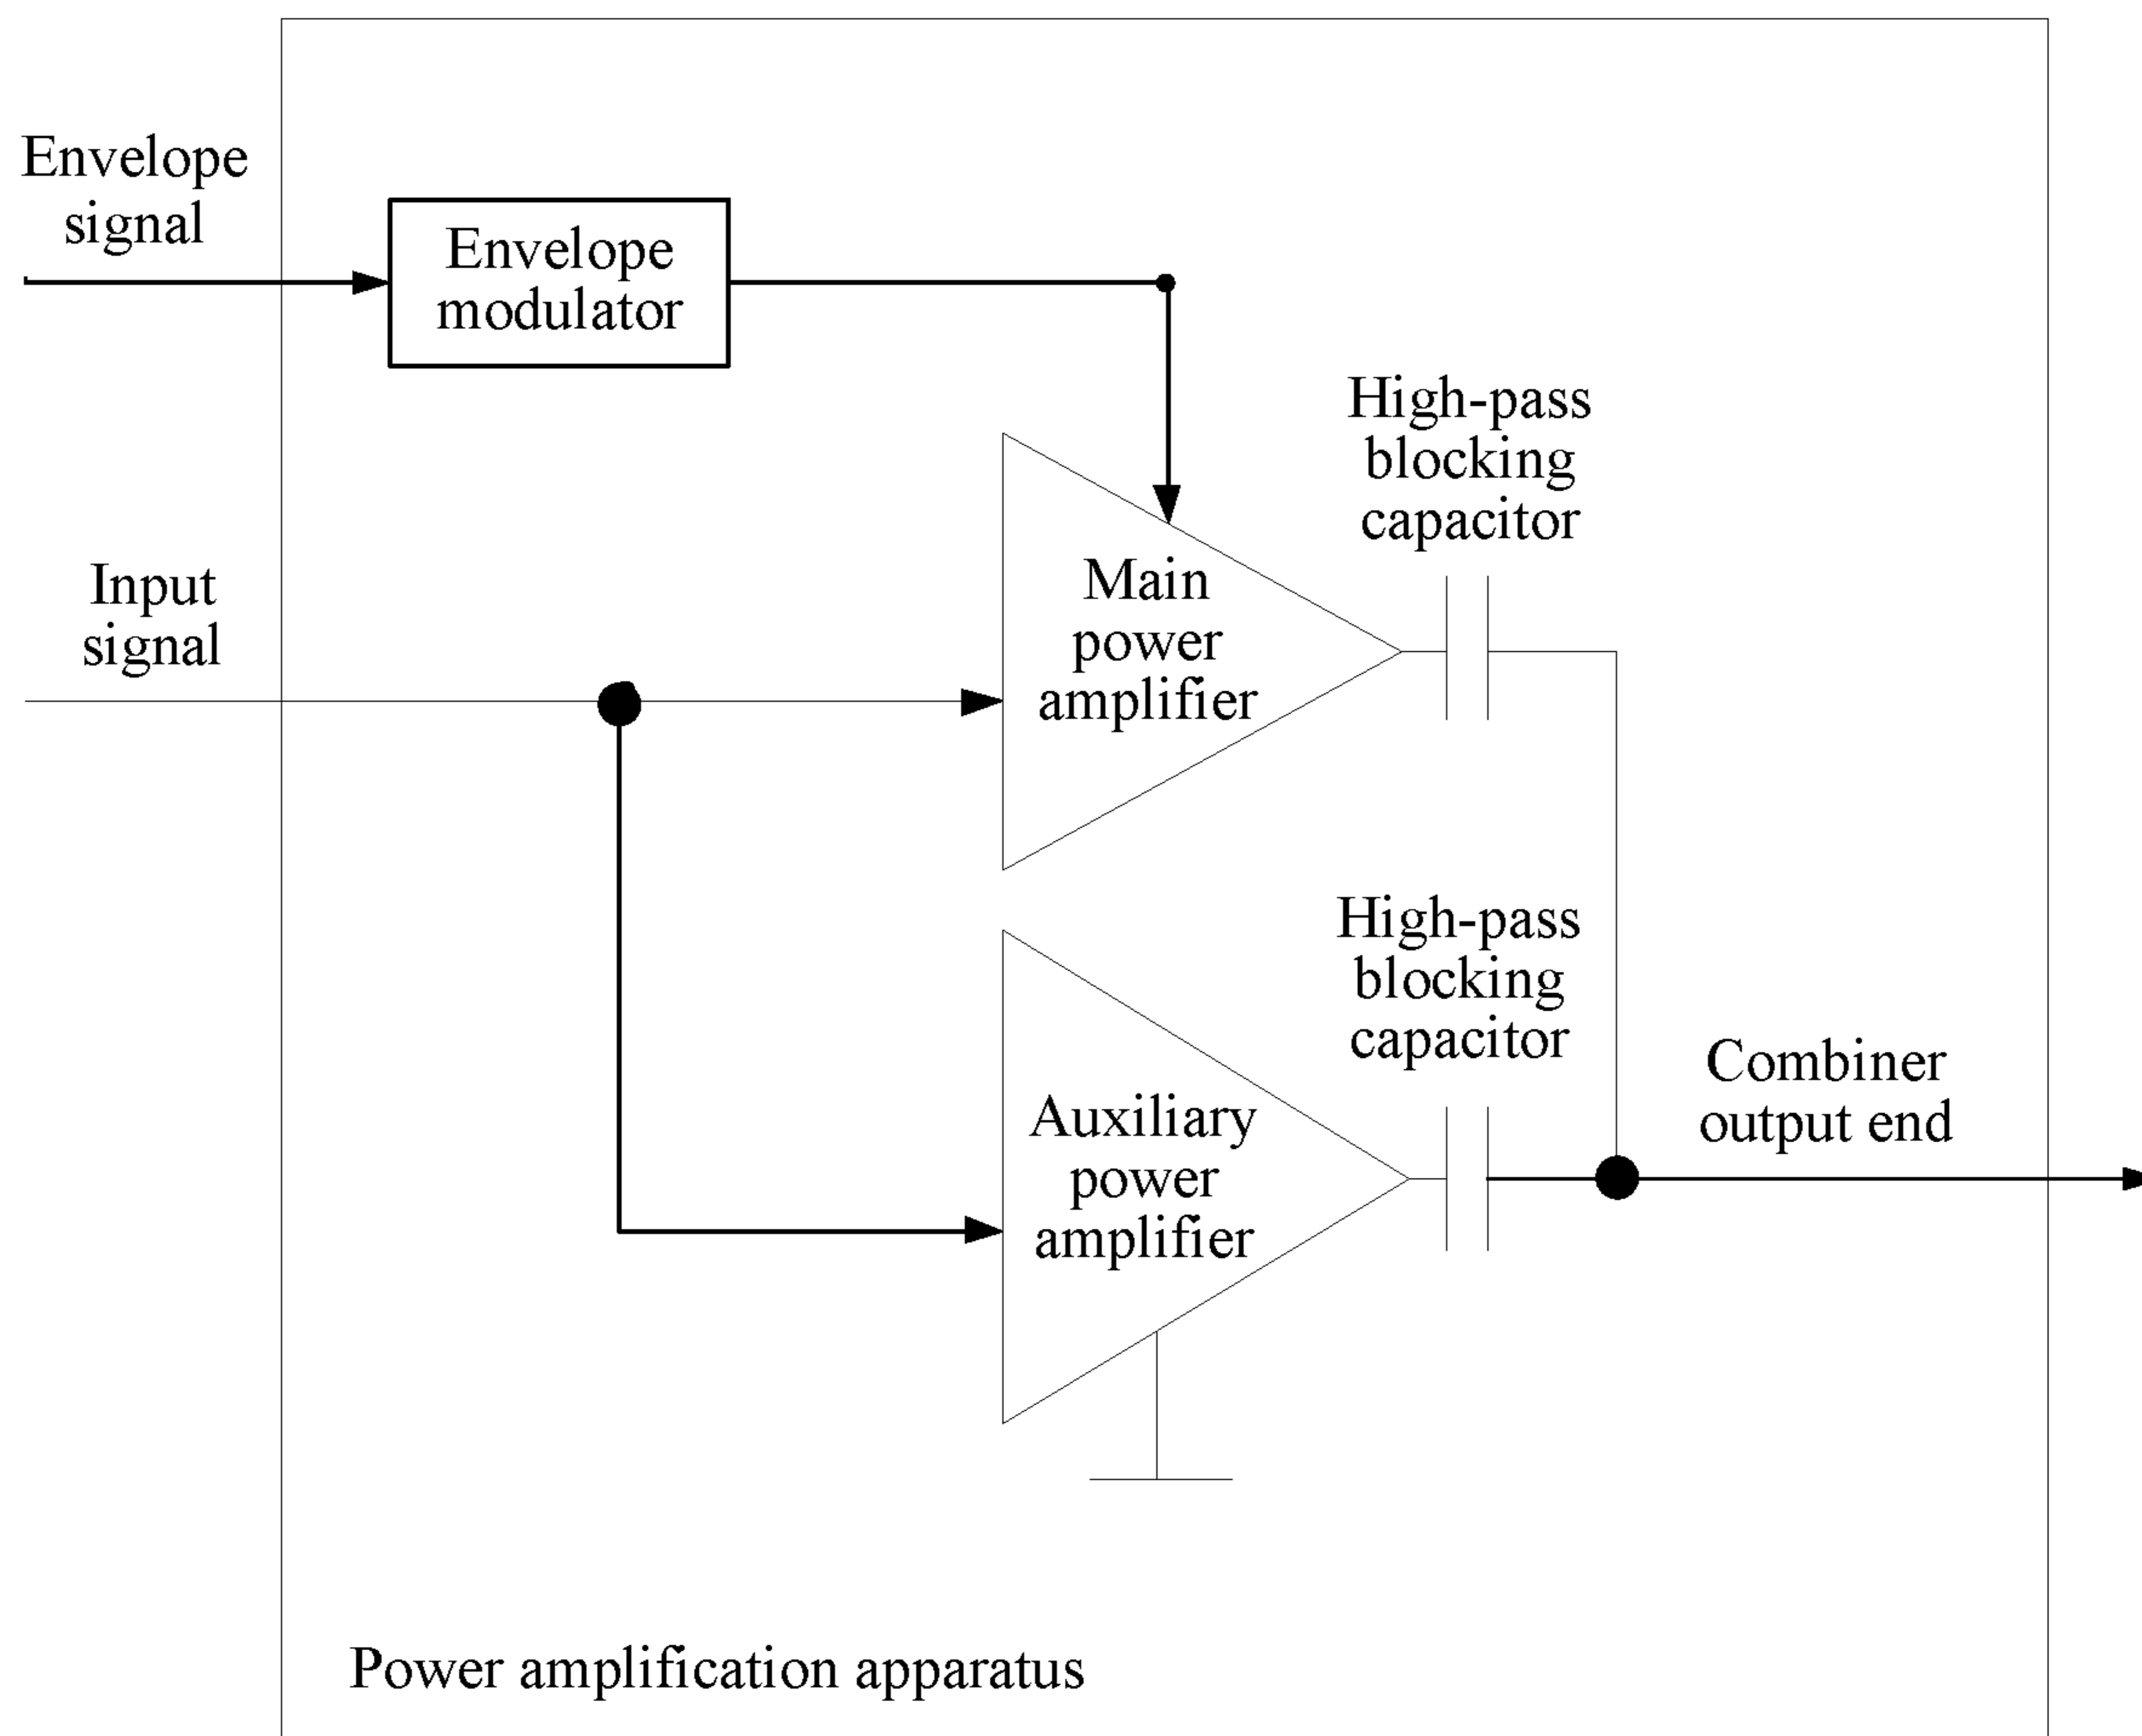 Envelope
signal
Envelope
modulator
High-pass
blocking
capacitor
Input
signal
Main
power
amplifier
High-pass
blocking
capacitor
Auxiliary
power
amplifier
Combiner
output end
Power amplification apparatus